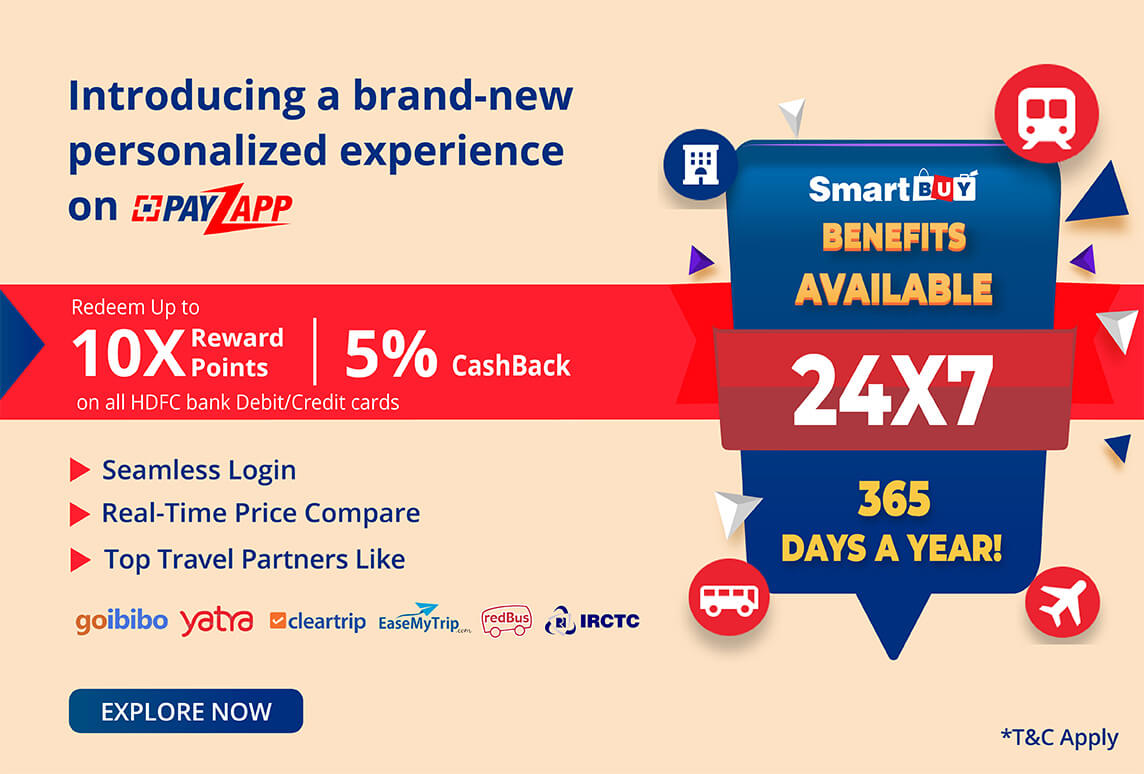 Introducing a brand-new
personalized experience
on PAYZAPP
Redeem Up to
10X Reward Points
5% CashBack
on all HDFC bank Debit/Credit cards
Seamless Login
Real-Time Price Compare
Top Travel Partners Like
goibibo yatra cleartrip EaseMyTrip.com redBus IRCTC
EXPLORE NOW
SmartBUY
BENEFITS
AVAILABLE
24X7
365
DAYS A YEAR!
*T&C Apply